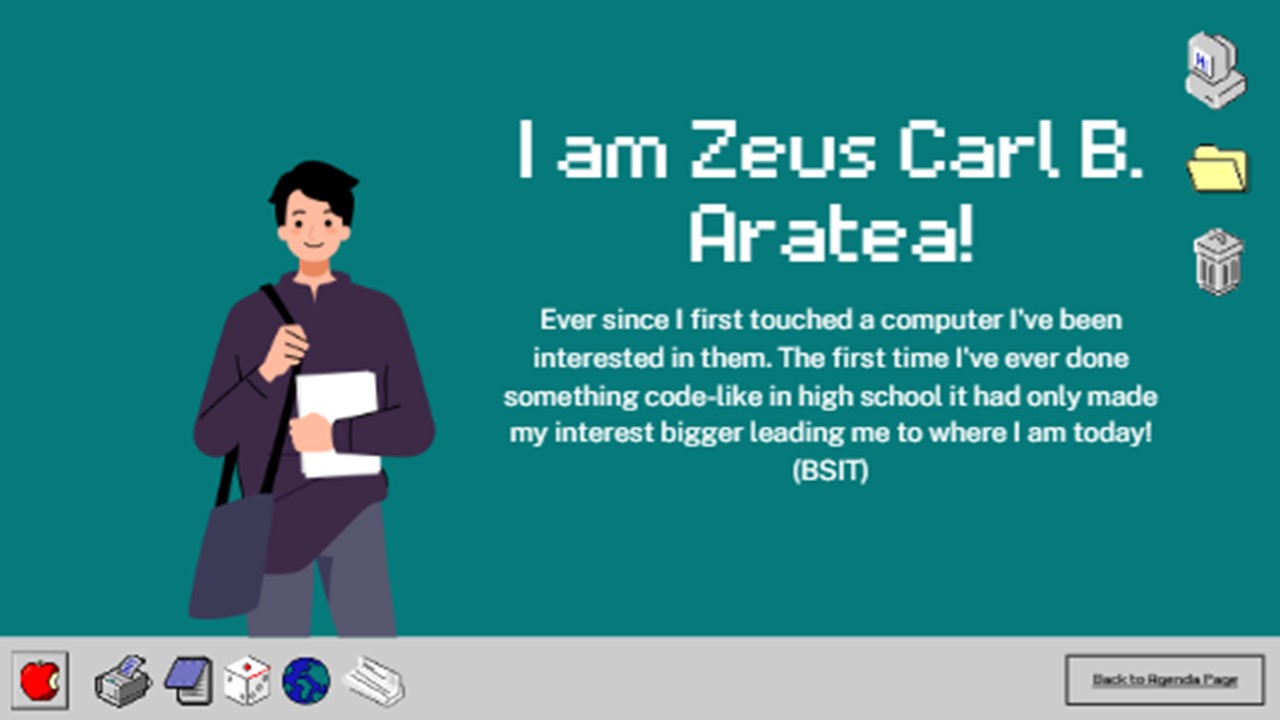 I am Zeus Carl B.
Aratea!
Ever since I first touched a computer I've been
interested in them. The first time I've ever done
something code-like in high school it had only made
my interest bigger leading me to where I am today!
(BSIT)
Back to Agenda Page